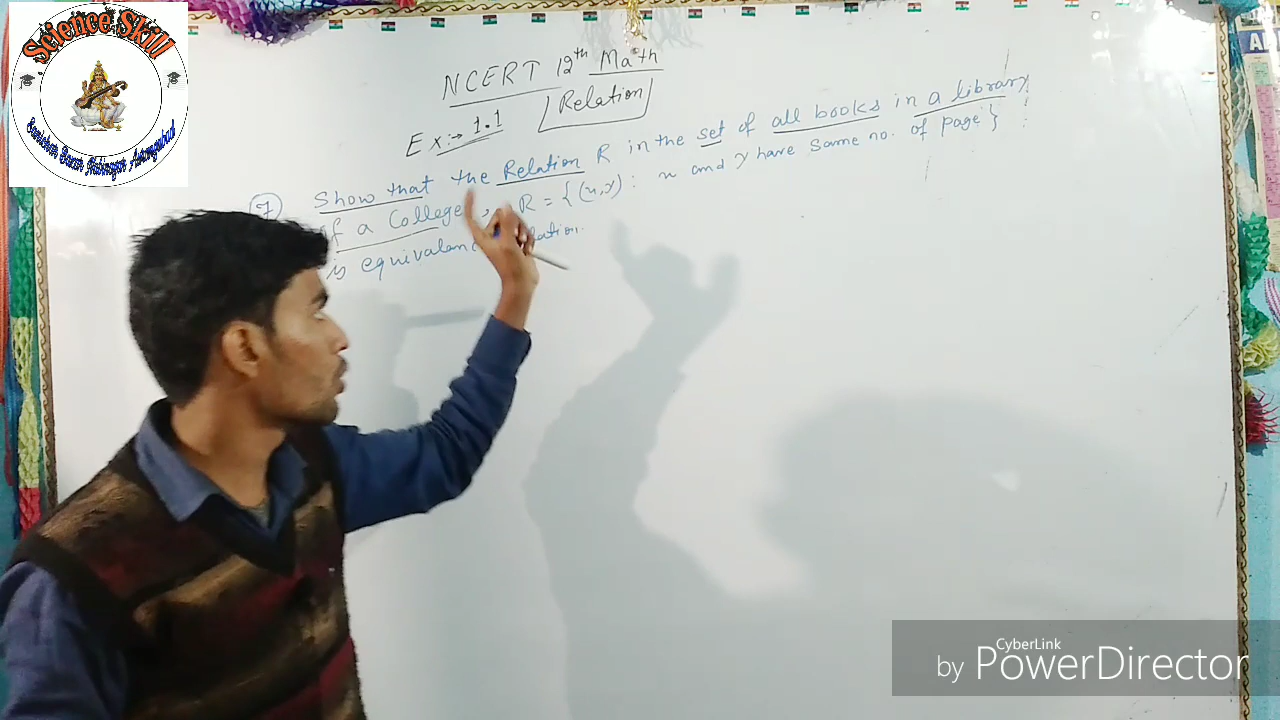 Science Skill
NCERT 12th Math
Relation
Ex:→ 1.1
7 Show that the Relation R in the set of all books in a library
of a College, R = {(x,y): x and y have same no. of page}
is
CyberLink
by PowerDirector